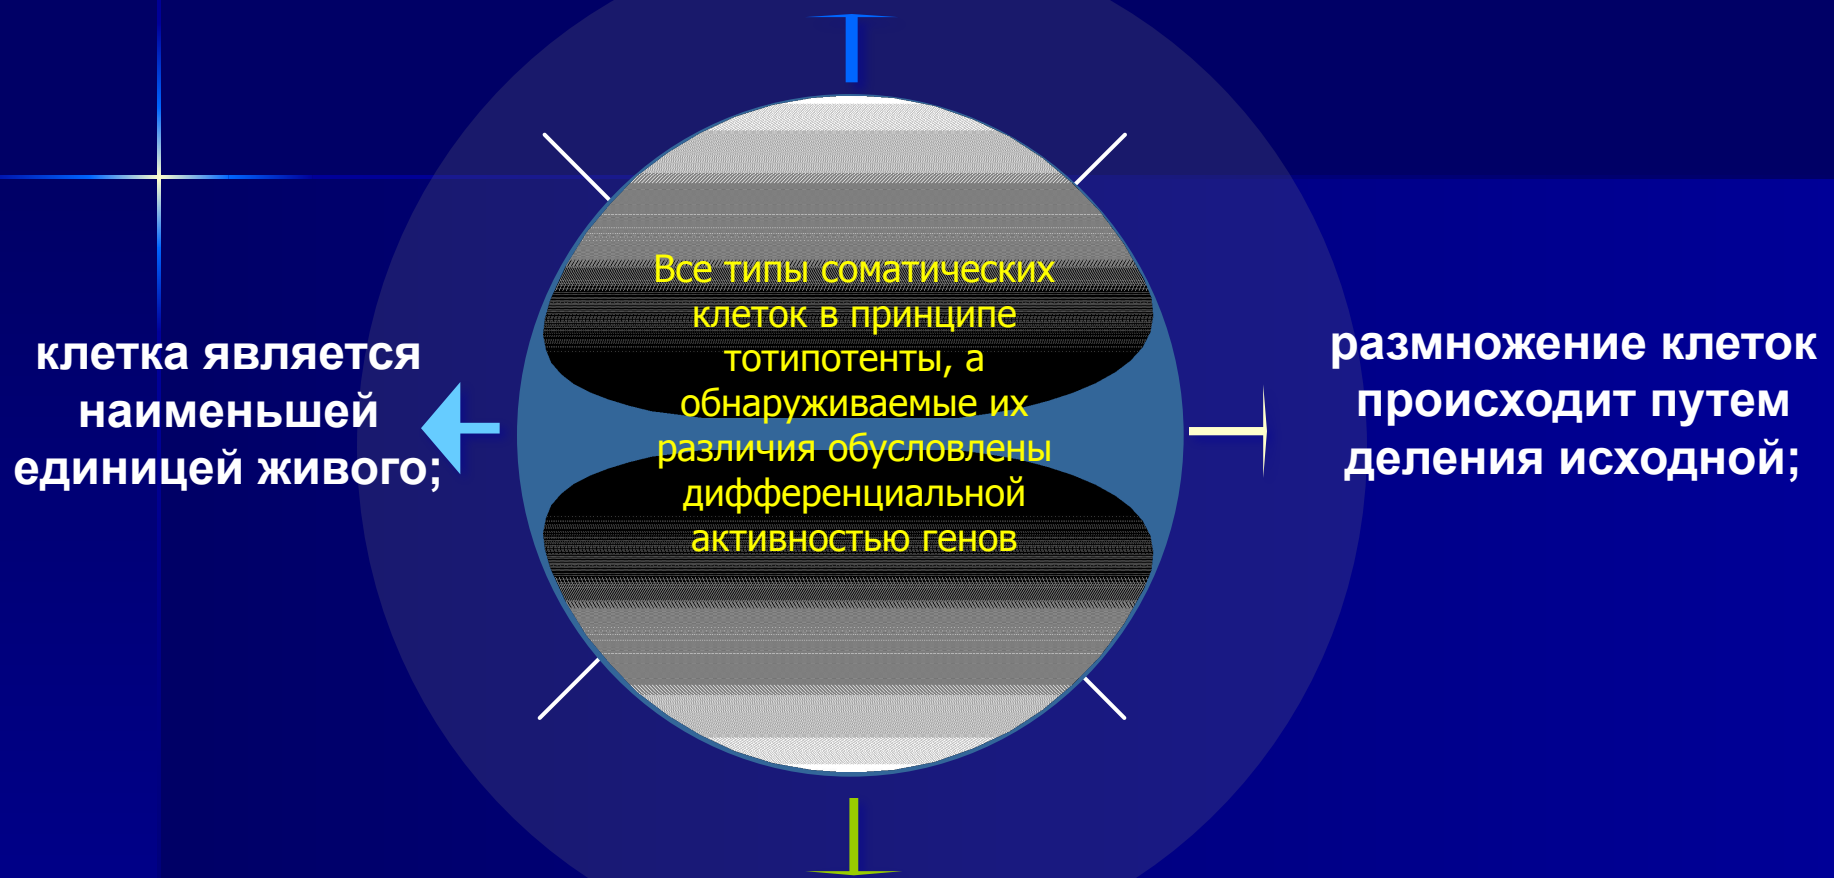 клетка является
наименьшей
единицей живого;
Все типы соматических
клеток в принципе
тотипотенты, а
обнаруживаемые их
различия обусловлены
дифференциальной
активностью генов
размножение клеток
происходит путем
деления исходной;